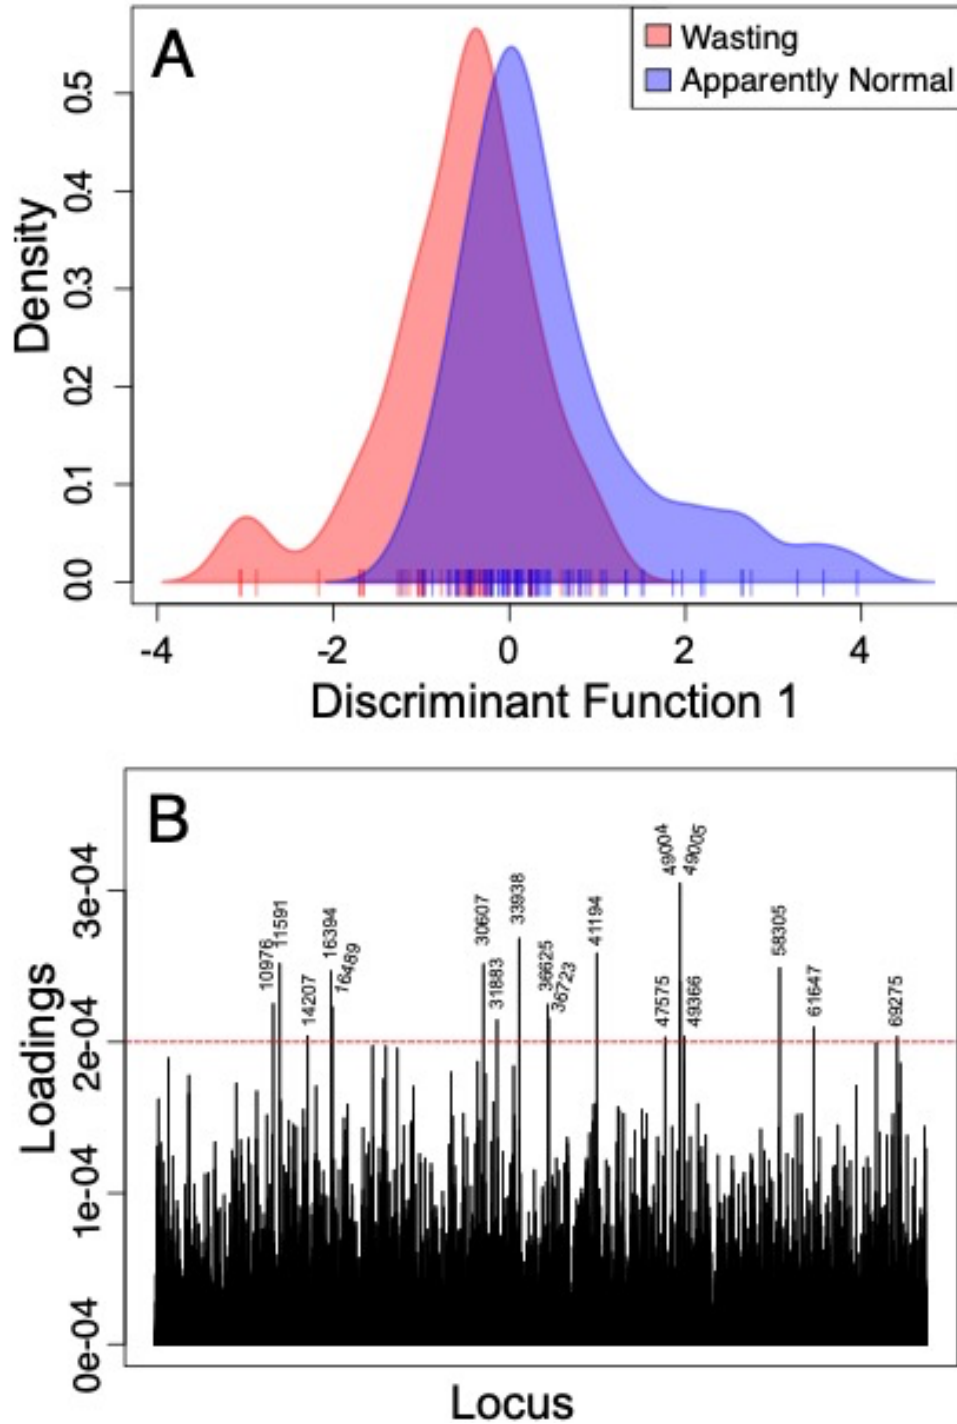 A
Wasting
Apparently Normal
Density
0.0
0.1
0.2
0.3
0.4
0.5
-4 -2 0 2 4
Discriminant Function 1
B
Loadings
0e-04
1e-04
2e-04
3e-04
10976
11591
14207
16394
16489
30607
31883
33938
36625
36723
41194
47575
49004
49005
49366
58305
61647
69275
Locus